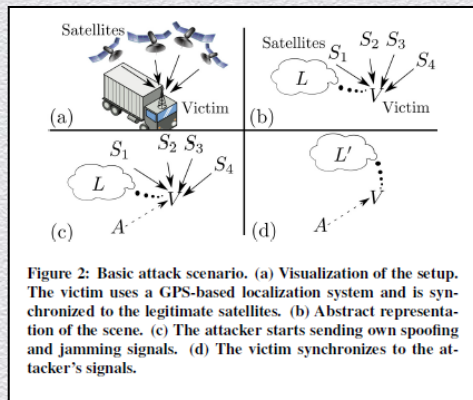 Satellites
Victim
(a)
Satellites
S1
S2 S3
S4
L
V
Victim
(b)
S1
S2 S3
S4
L
V
A
(c)
L'
V
A
(d)
Figure 2: Basic attack scenario. (a) Visualization of the setup.
The victim uses a GPS-based localization system and is syn-
chronized to the legitimate satellites. (b) Abstract representa-
tion of the scene. (c) The attacker starts sending own spoofing
and jamming signals. (d) The victim synchronizes to the at-
tacker's signals.